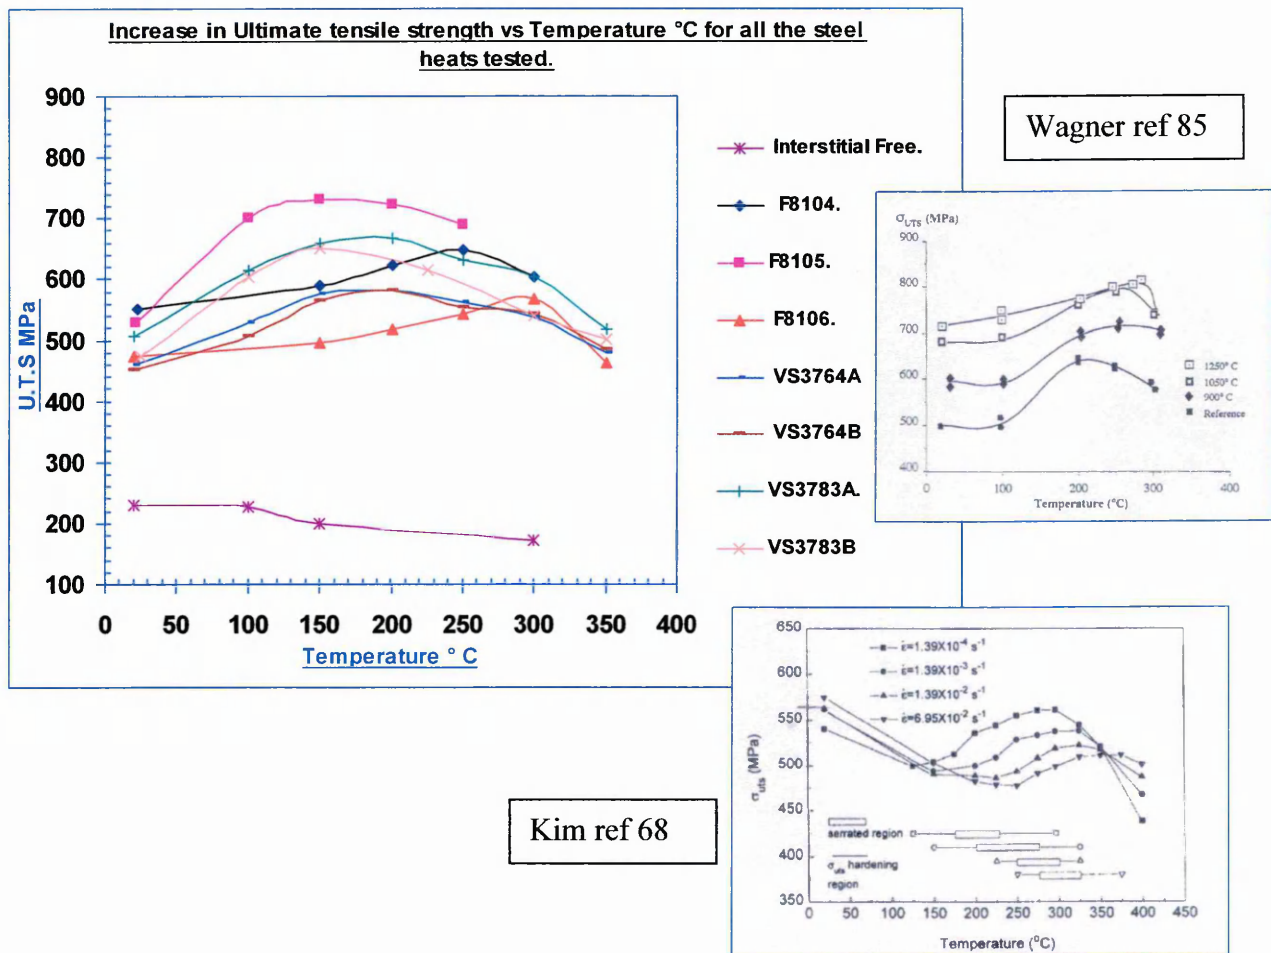 Increase in Ultimate tensile strength vs Temperature °C for all the steel
heats tested.
900
800
700
600
500
400
300
200
100
U.T.S MPa
0 50 100 150 200 250 300 350 400
Temperature ° C
Interstitial Free.
F8104.
F8105.
F8106.
VS3764A
VS3764B
VS3783A.
VS3783B
Wagner ref 85
σUTS (MPa)
900
800
700
600
500
400
0 100 200 300 400
Temperature (°C)
1250° C
1050° C
900° C
Reference
Kim ref 68
650
600
550
500
450
400
350
σuts (MPa)
ε̇=1.39X10-4 s-1
ε̇=1.39X10-3 s-1
ε̇=1.39X10-2 s-1
ε̇=6.95X10-2 s-1
serrated region
σuts hardening
region
0 50 100 150 200 250 300 350 400 450
Temperature (°C)